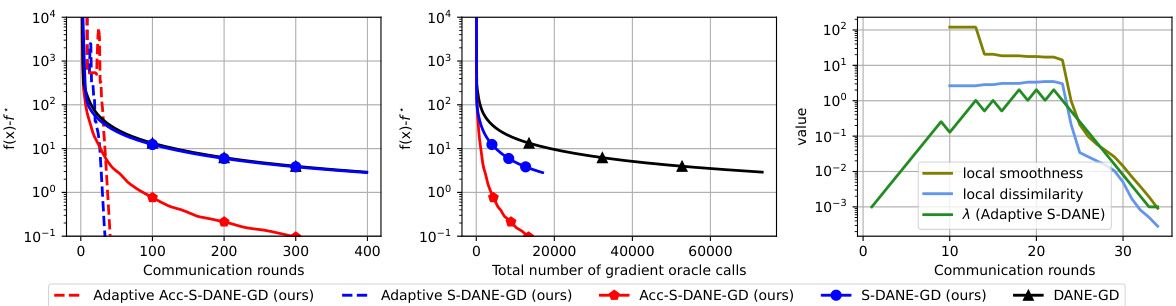 f(x)-f*
10⁴
10³
10²
10¹
10⁰
10⁻¹
0 100 200 300 400
Communication rounds
f(x)-f*
10⁴
10³
10²
10¹
10⁰
10⁻¹
0 20000 40000 60000
Total number of gradient oracle calls
value
10²
10¹
10⁰
10⁻¹
10⁻²
10⁻³
local smoothness
local dissimilarity
λ (Adaptive S-DANE)
0 10 20 30
Communication rounds
Adaptive Acc-S-DANE-GD (ours) Adaptive S-DANE-GD (ours) Acc-S-DANE-GD (ours) S-DANE-GD (ours) DANE-GD